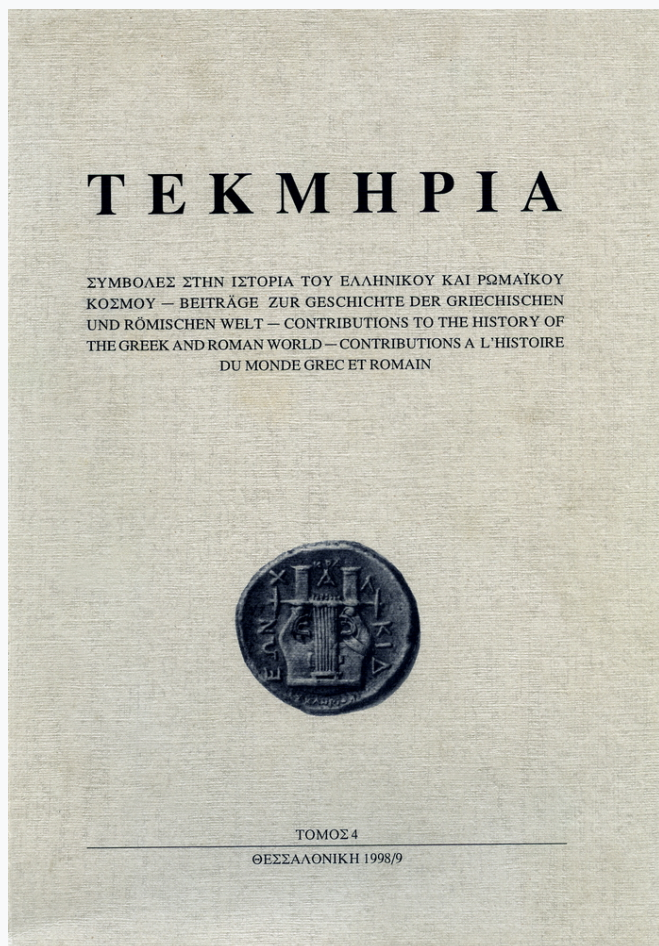 ΤΕΚΜΗΡΙΑ
ΣΥΜΒΟΛΕΣ ΣΤΗΝ ΙΣΤΟΡΙΑ ΤΟΥ ΕΛΛΗΝΙΚΟΥ ΚΑΙ ΡΩΜΑΪΚΟΥ
ΚΟΣΜΟΥ — BEITRÄGE ZUR GESCHICHTE DER GRIECHISCHEN
UND RÖMISCHEN WELT — CONTRIBUTIONS TO THE HISTORY OF
THE GREEK AND ROMAN WORLD — CONTRIBUTIONS A L'HISTOIRE
DU MONDE GREC ET ROMAIN
Χ Α Λ
ΚΙΔ
ΕΩΝ
ΤΟΜΟΣ 4
ΘΕΣΣΑΛΟΝΙΚΗ 1998/9